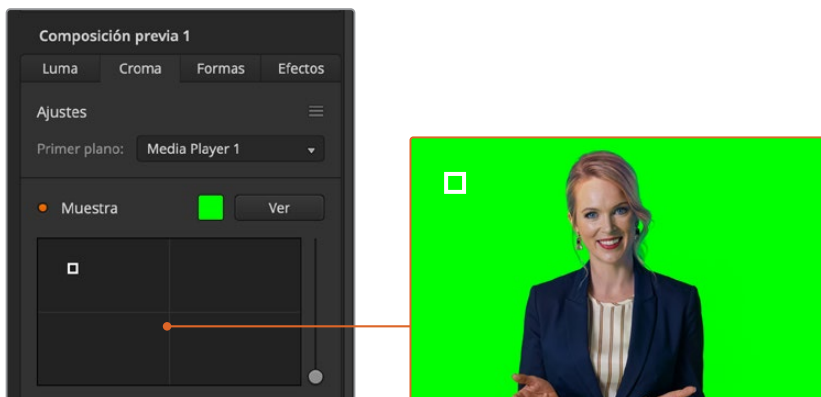 Composición previa 1
Luma Croma Formas Efectos
Ajustes
Primer plano: Media Player 1
Muestra Ver